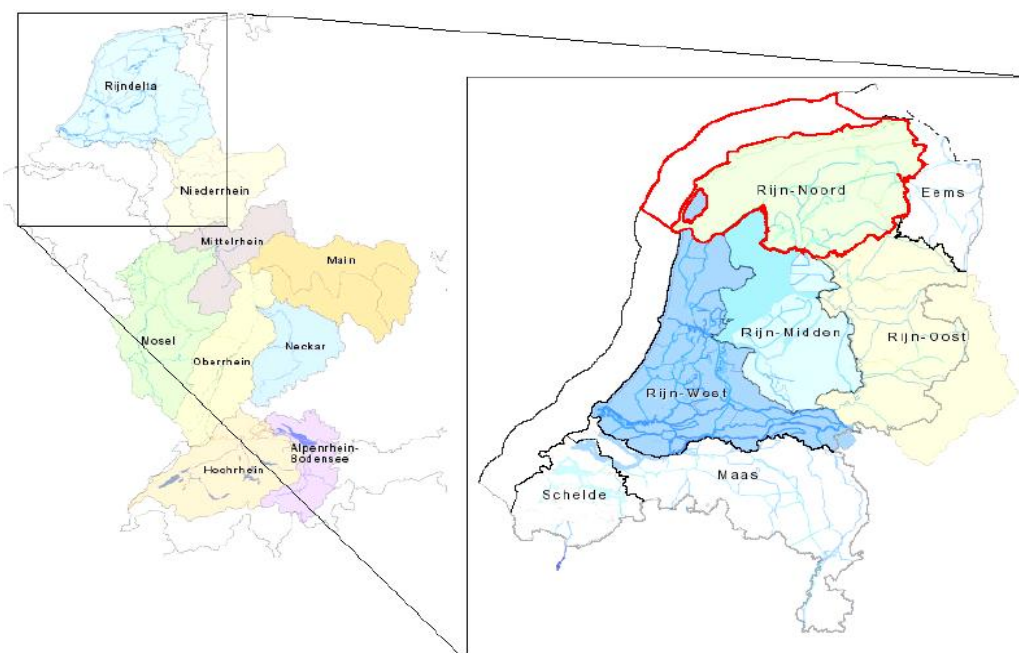 Rijndelta
Niederrhein
Mittelrhein
Main
Mosel
Oberrhein
Neckar
Alpenrhein-
Bodensee
Hochrhein
Rijn-Noord
Eems
Rijn-Midden
Rijn-Oost
Rijn-West
Maas
Schelde